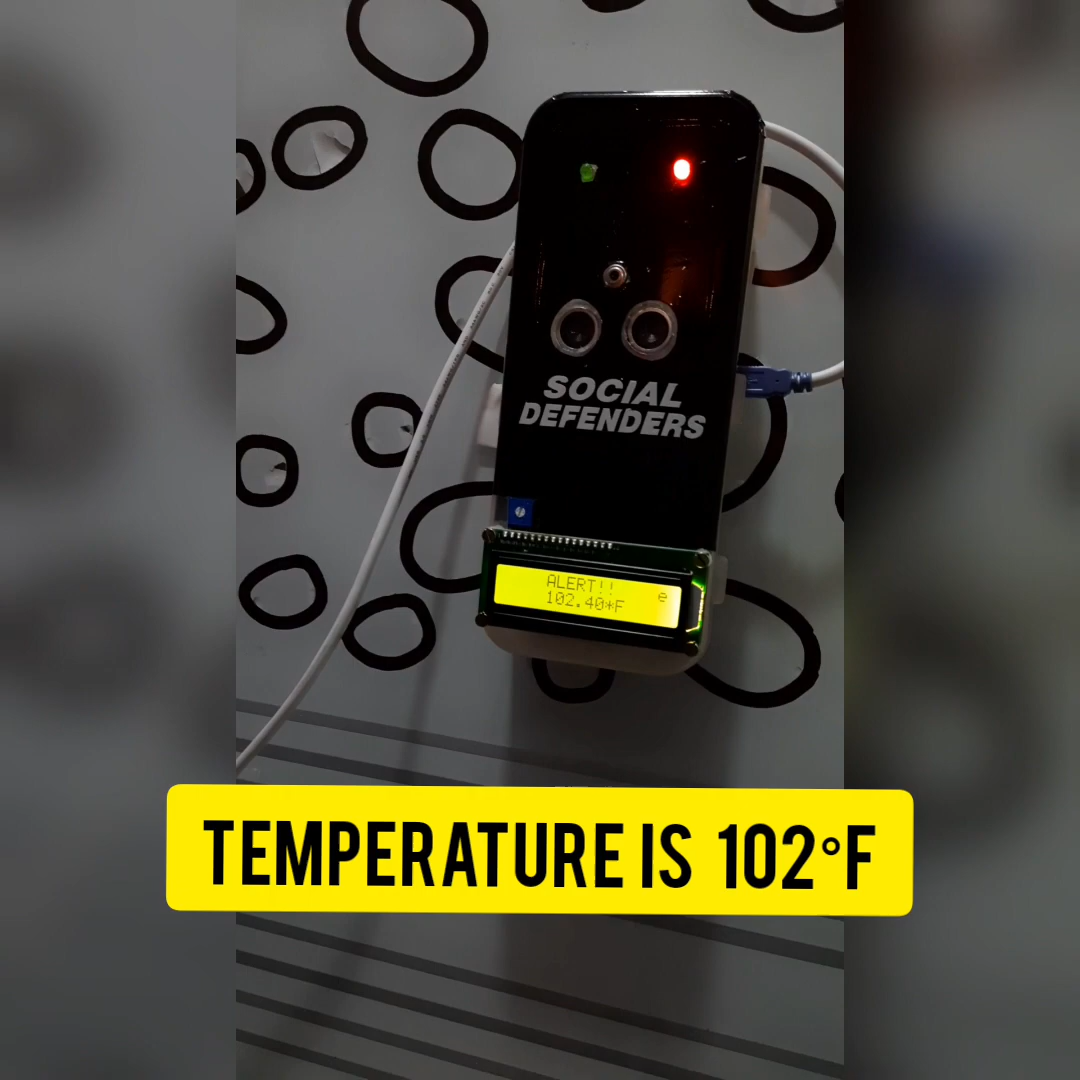 SOCIAL
DEFENDERS
ALERT!! e
102.40*F
TEMPERATURE IS 102°F